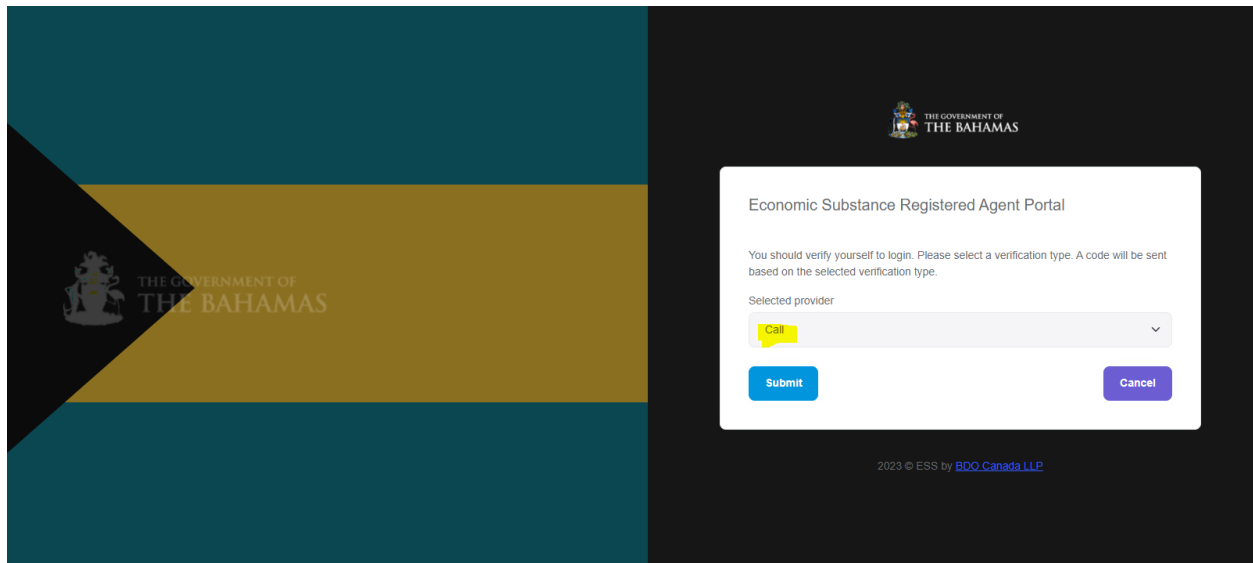 THE GOVERNMENT OF
THE BAHAMAS
THE GOVERNMENT OF
THE BAHAMAS
Economic Substance Registered Agent Portal
You should verify yourself to login. Please select a verification type. A code will be sent
based on the selected verification type.
Selected provider
Call
Submit
Cancel
2023 © ESS by BDO Canada LLP